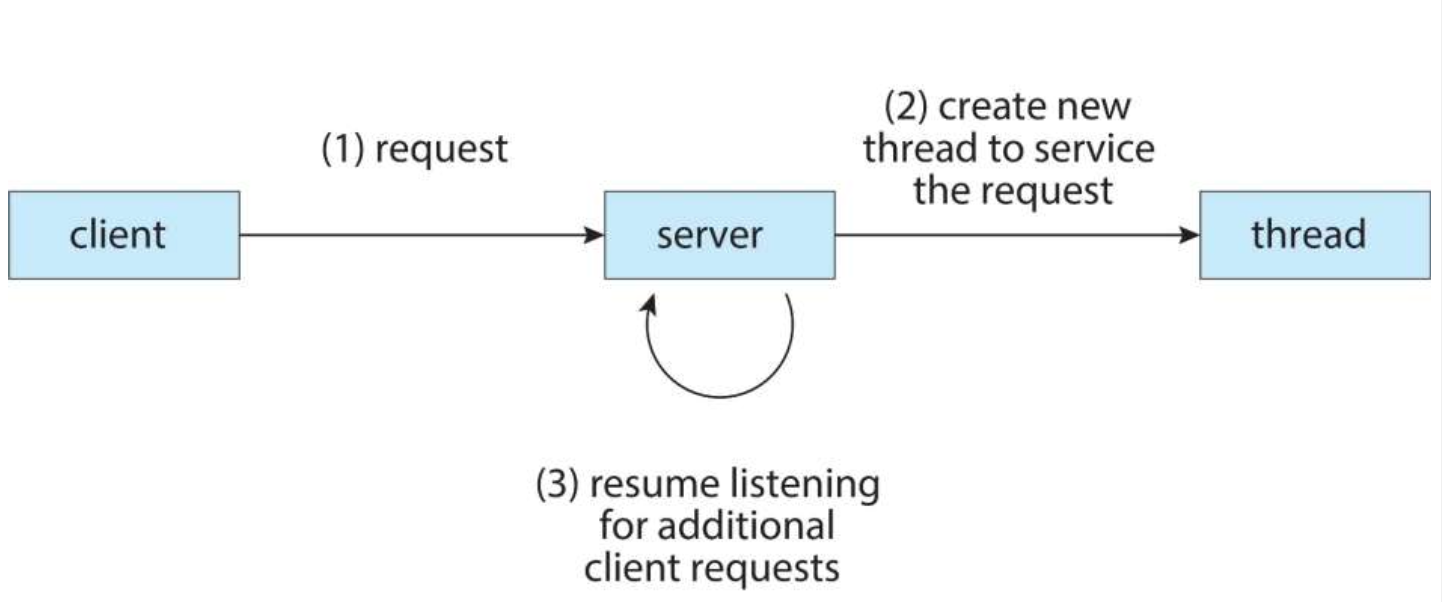 (1) request
(2) create new
thread to service
the request
client
server
thread
(3) resume listening
for additional
client requests